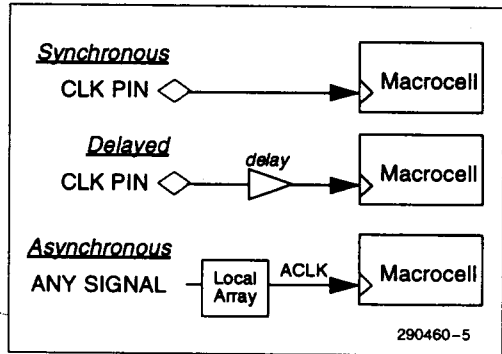 Synchronous
CLK PIN
Macrocell
Delayed
CLK PIN
delay
Macrocell
Asynchronous
ANY SIGNAL
Local
Array
ACLK
Macrocell
290460-5